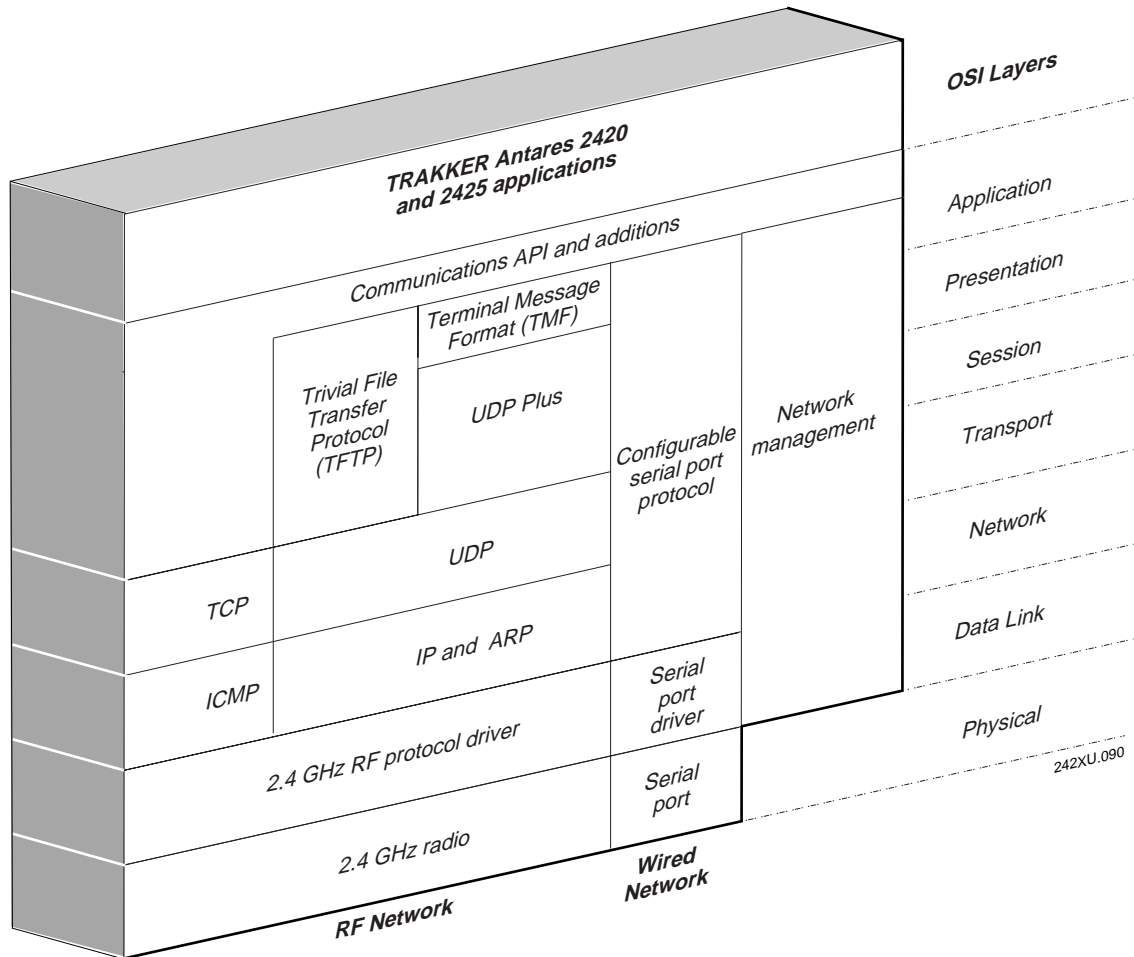 OSI Layers
TRAKKER Antares 2420
and 2425 applications
Application
Communications API and additions
Presentation
Terminal Message
Format (TMF)
Session
Trivial File
Transfer
Protocol
(TFTP)
UDP Plus
Configurable
serial port
protocol
Network
management
Transport
Network
TCP
UDP
Data Link
ICMP
IP and ARP
Serial
port
driver
2.4 GHz RF protocol driver
Physical
242XU.090
Serial
port
2.4 GHz radio
Wired
Network
RF Network